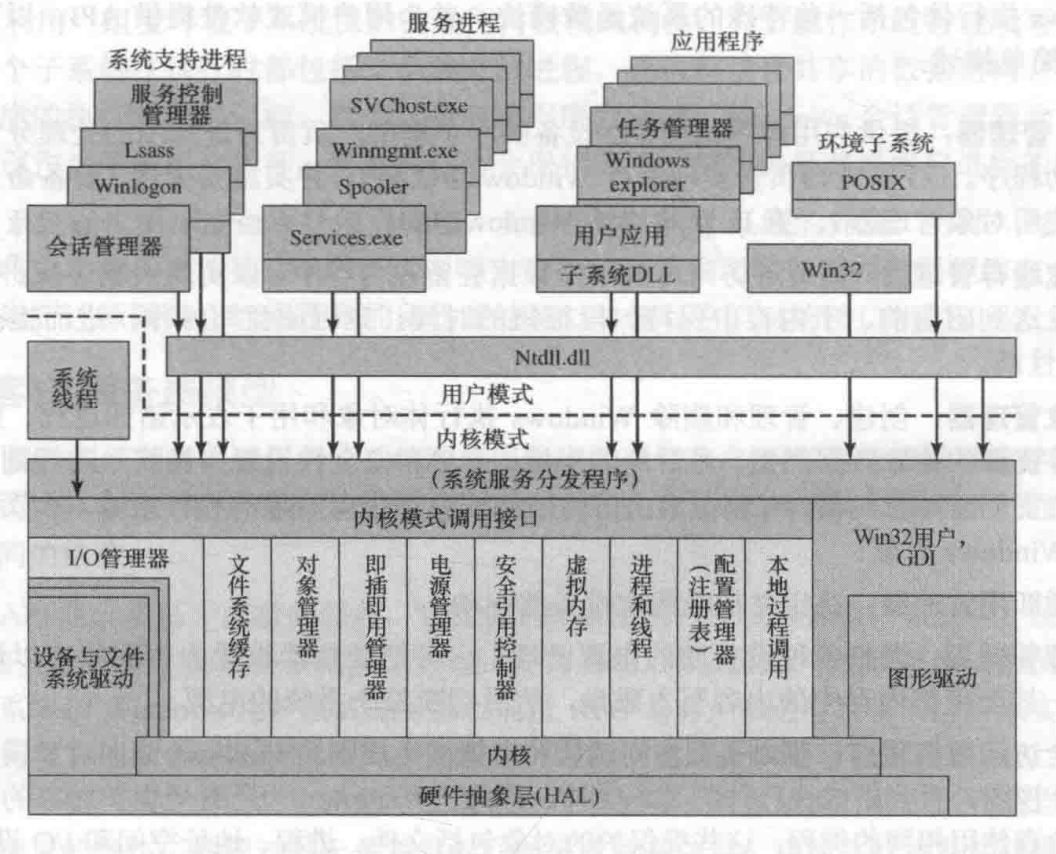 服务进程
系统支持进程
应用程序
服务控制
管理器
SVChost.exe
任务管理器
环境子系统
Lsass
Winmgmt.exe
Windows
explorer
POSIX
Winlogon
Spooler
会话管理器
Services.exe
用户应用
子系统DLL
Win32
Ntdll.dll
系统
线程
用户模式
内核模式
(系统服务分发程序)
内核模式调用接口
Win32用户,
GDI
I/O管理器
文件系统缓存
对象管理器
即插即用管理器
电源管理器
安全引用控制器
虚拟内存
进程和线程
配置管理器
(注册表)
本地过程调用
设备与文件
系统驱动
图形驱动
内核
硬件抽象层(HAL)